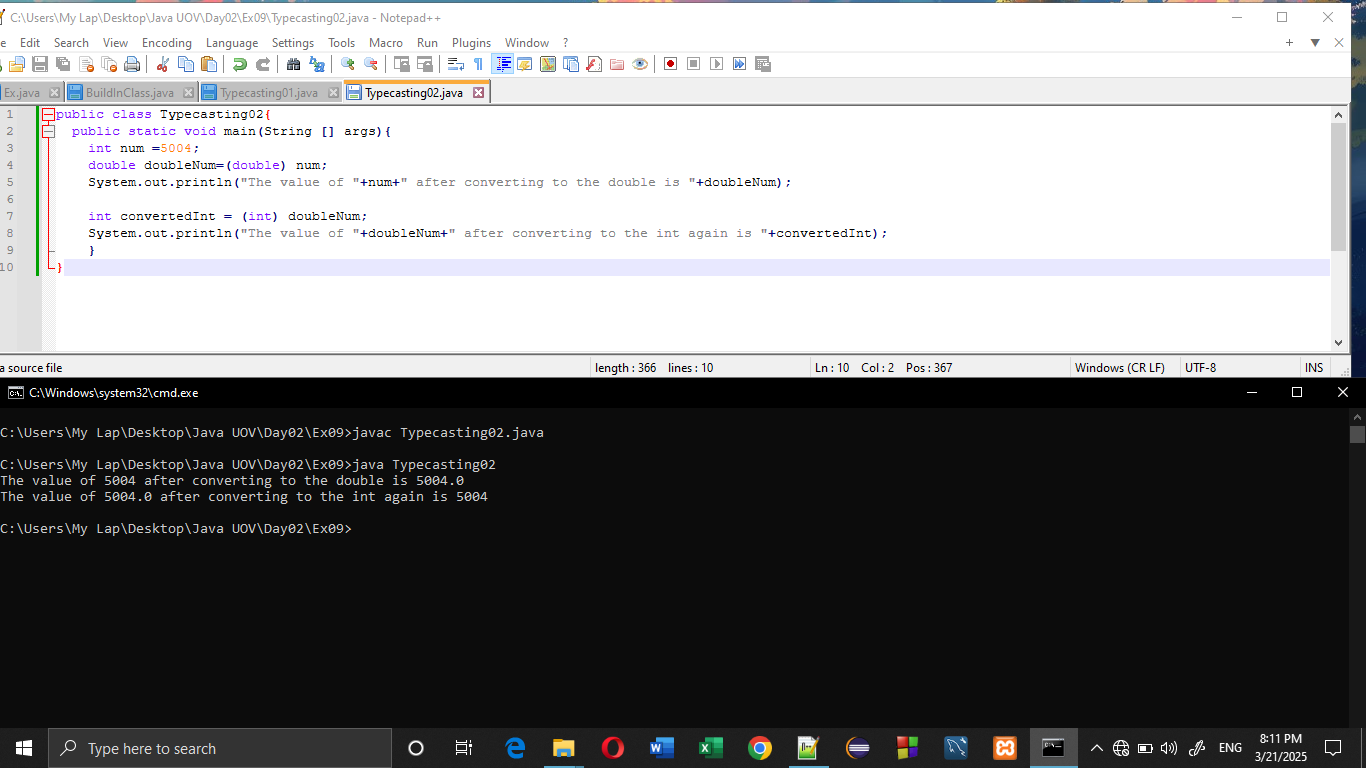 C:\Users\My Lap\Desktop\Java UOV\Day02\Ex09\Typecasting02.java - Notepad++
e Edit Search View Encoding Language Settings Tools Macro Run Plugins Window ?
Ex.java BuildInClass.java Typecasting01.java Typecasting02.java
1 public class Typecasting02{
2 public static void main(String [] args){
3 int num =5004;
4 double doubleNum=(double) num;
5 System.out.println("The value of "+num+" after converting to the double is "+doubleNum);
6
7 int convertedInt = (int) doubleNum;
8 System.out.println("The value of "+doubleNum+" after converting to the int again is "+convertedInt);
9 }
10 }
a source file length : 366 lines : 10 Ln : 10 Col : 2 Pos : 367 Windows (CR LF) UTF-8 INS
C:\Windows\system32\cmd.exe
C:\Users\My Lap\Desktop\Java UOV\Day02\Ex09>javac Typecasting02.java
C:\Users\My Lap\Desktop\Java UOV\Day02\Ex09>java Typecasting02
The value of 5004 after converting to the double is 5004.0
The value of 5004.0 after converting to the int again is 5004
C:\Users\My Lap\Desktop\Java UOV\Day02\Ex09>
Type here to search
ENG
8:11 PM
3/21/2025